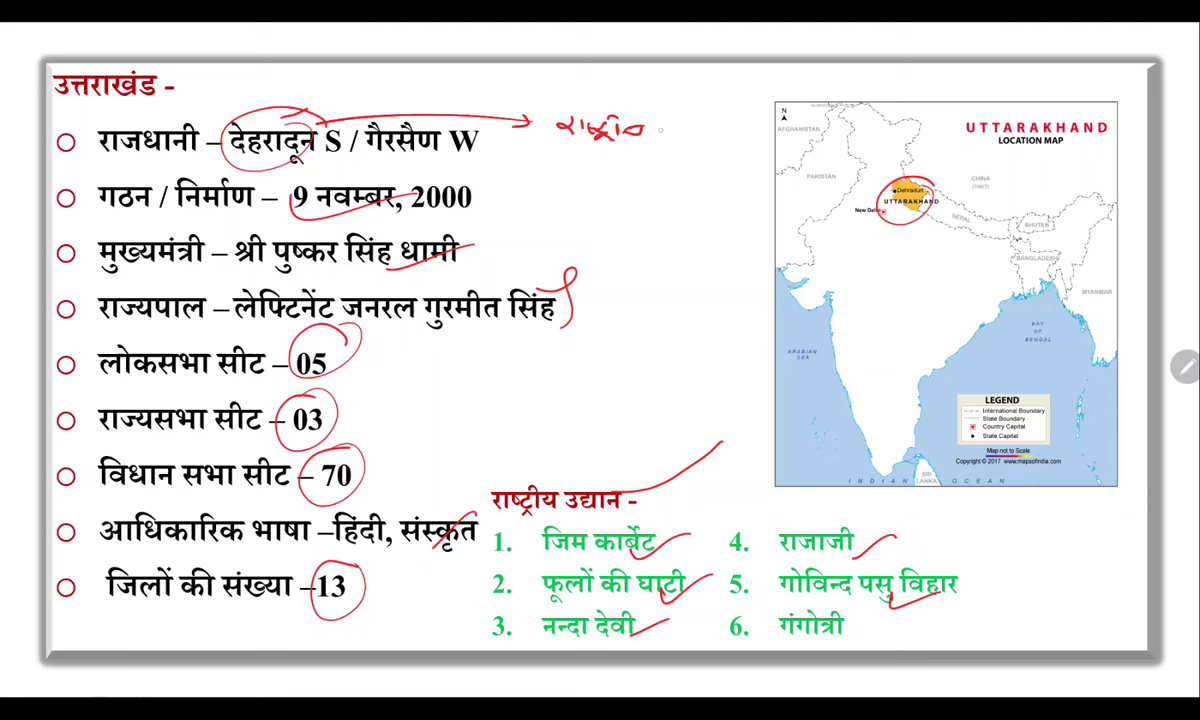 उत्तराखंड -
राजधानी – देहरादून S / गैरसैण W
गठन / निर्माण – 9 नवम्बर, 2000
मुख्यमंत्री – श्री पुष्कर सिंह धामी
राज्यपाल – लेफ्टिनेंट जनरल गुरमीत सिंह
लोकसभा सीट – 05
राज्यसभा सीट – 03
विधान सभा सीट – 70
आधिकारिक भाषा –हिंदी, संस्कृत
जिलों की संख्या –13
राष्ट्रीय उद्यान -
1. जिम कार्बेट
2. फूलों की घाटी
3. नन्दा देवी
4. राजाजी
5. गोविन्द पसु विहार
6. गंगोत्री
UTTARAKHAND
LOCATION MAP
N
AFGHANISTAN
PAKISTAN
CHINA
(TIBET)
Dehradun
UTTARAKHAND
New Delhi
NEPAL
BHUTAN
BANGLADESH
MYANMAR
ARABIAN
SEA
BAY
OF
BENGAL
LEGEND
International Boundary
State Boundary
Country Capital
State Capital
Map not to Scale
Copyright © 2017 www.mapsofindia.com
SRI
LANKA
INDIAN OCEAN